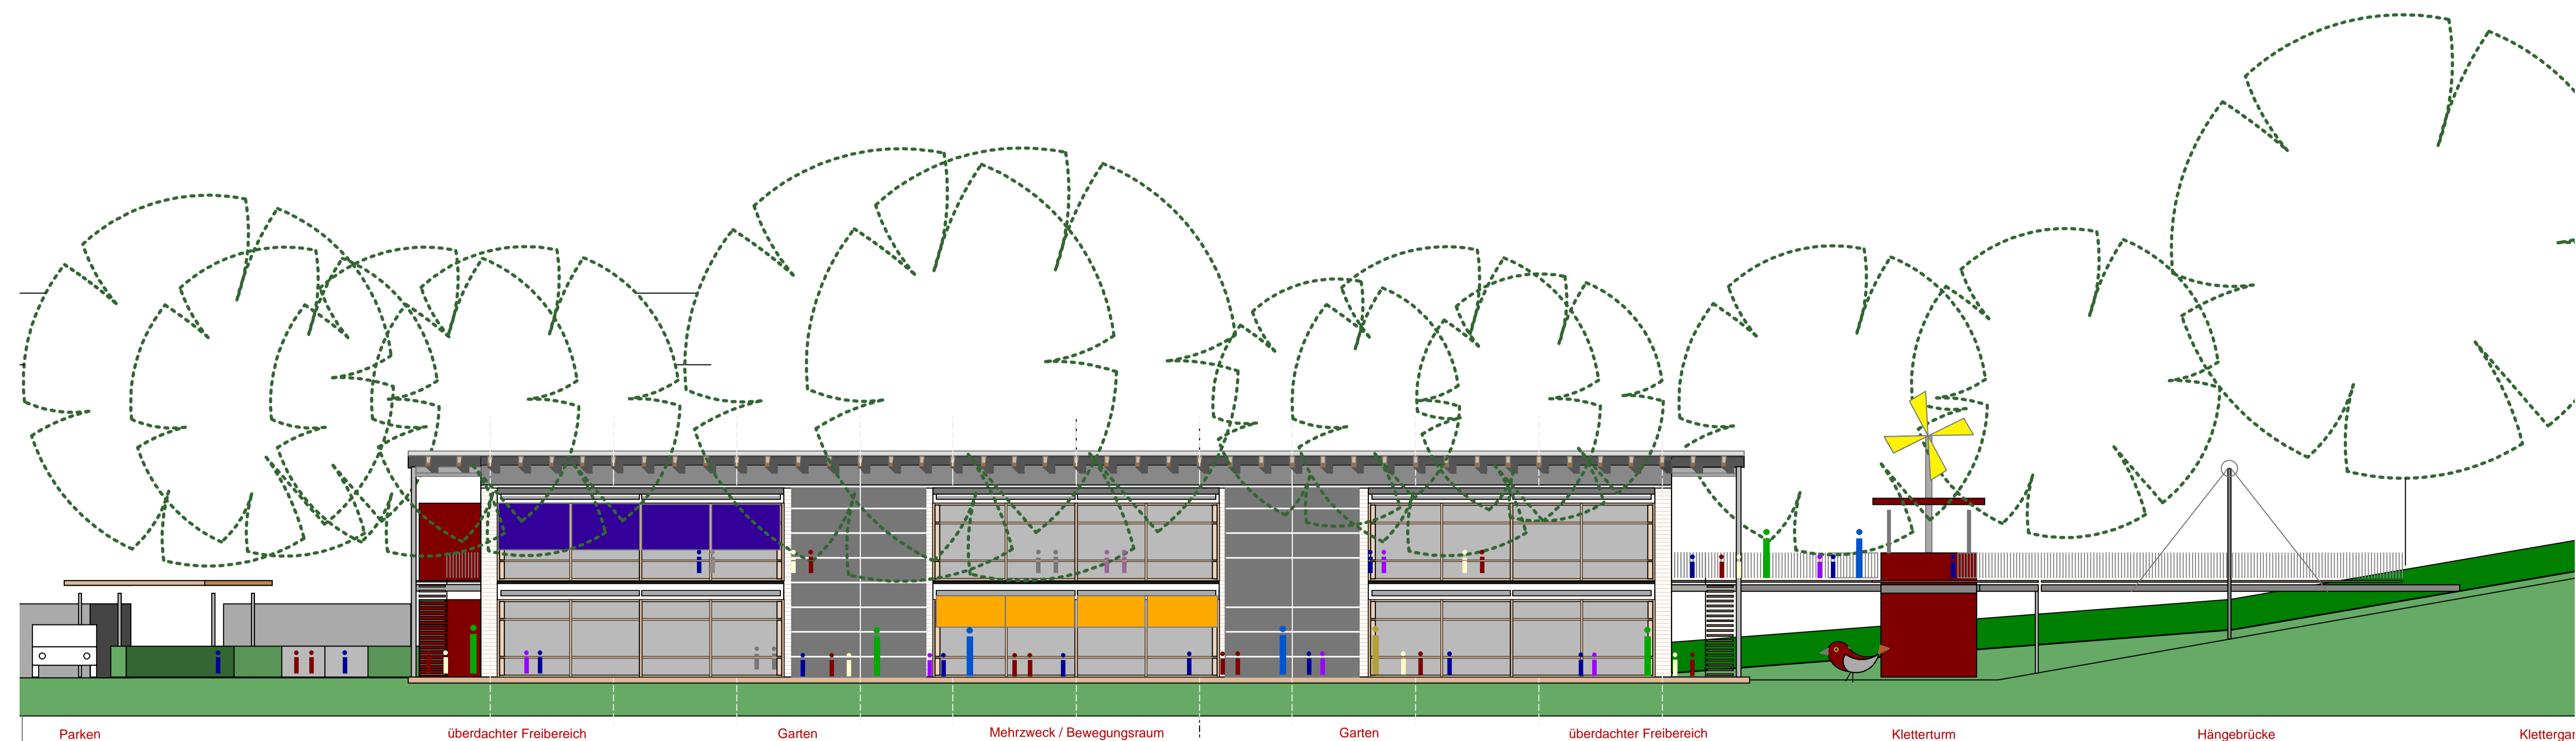 Parken
überdachter Freibereich
Garten
Mehrzweck / Bewegungsraum
Garten
überdachter Freibereich
Kletterturm
Hängebrücke